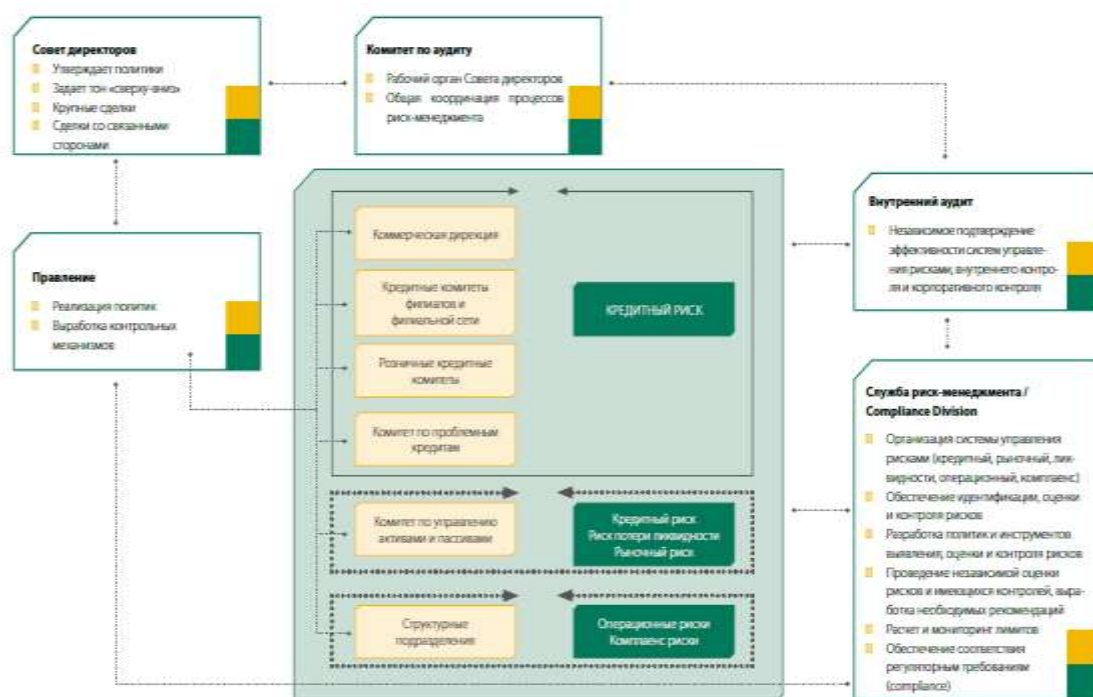 Совет директоров
Утверждает политики
Задает тон «сверху-вниз»
Крупные сделки
Сделки со связанными
сторонами
Комитет по аудиту
Рабочий орган Совета директоров
Общая координация процессов
риск-менеджмента
Правление
Реализация политик
Выработка контрольных
механизмов
Коммерческая дирекция
Кредитные комитеты
филиалов и
филиальной сети
Розничные кредитные
комитеты
Комитет по проблемным
кредитам
КРЕДИТНЫЙ РИСК
Комитет по управлению
активами и пассивами
Кредитный риск
Риск потери ликвидности
Рыночный риск
Структурные
подразделения
Операционные риски
Комплаенс риски
Внутренний аудит
Независимое подтверждение
эффективности систем управле-
ния рисками, внутреннего контро-
ля и корпоративного контроля
Служба риск-менеджмента /
Compliance Division
Организация системы управления
рисками (кредитный, рыночный, лик-
видности, операционный, комплаенс)
Обеспечение идентификации, оценки
и контроля рисков
Разработка политик и инструментов
выявления, оценки и контроля рисков
Проведение независимой оценки
рисков и имеющихся контролей, выра-
ботка необходимых рекомендаций
Расчет и мониторинг лимитов
Обеспечение соответствия
регуляторным требованиям
(compliance)